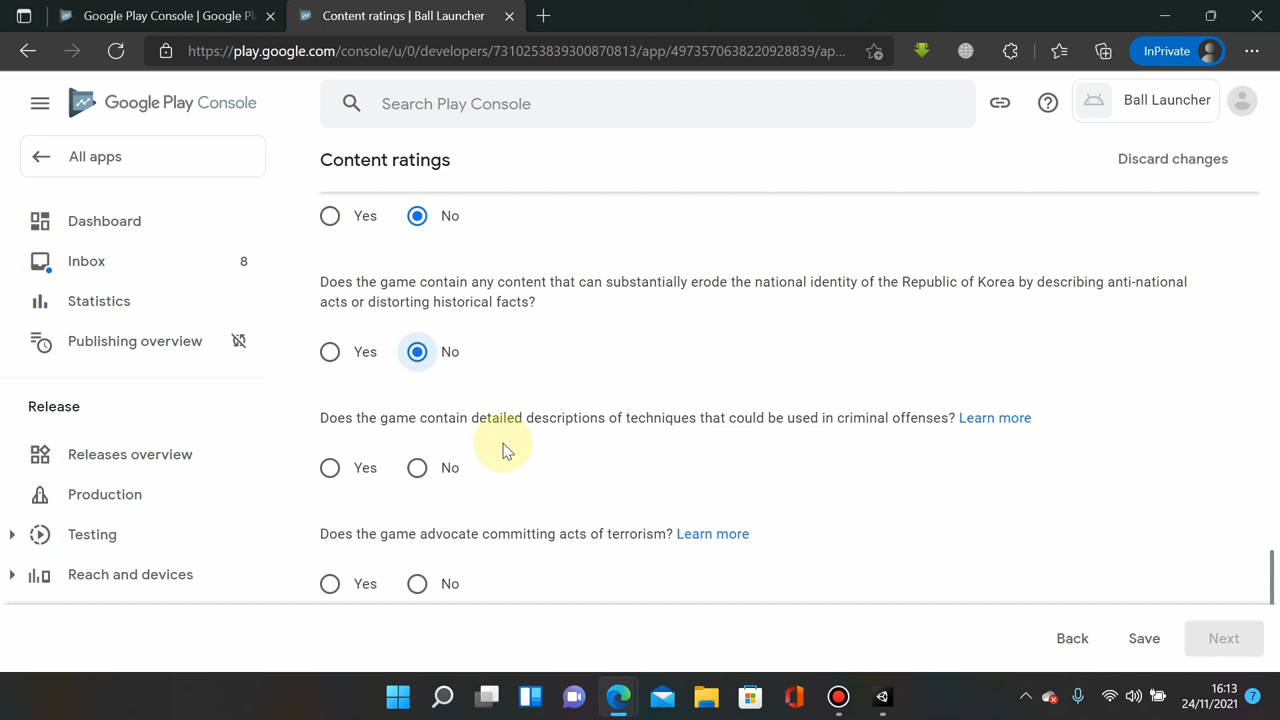 Google Play Console | Google Pl
Content ratings | Ball Launcher
https://play.google.com/console/u/0/developers/7310253839300870813/app/4973570638220928839/ap...
InPrivate
Google Play Console
Search Play Console
Ball Launcher
All apps
Content ratings
Discard changes
Dashboard
Inbox 8
Statistics
Publishing overview
Release
Releases overview
Production
Testing
Reach and devices
Yes No
Does the game contain any content that can substantially erode the national identity of the Republic of Korea by describing anti-national
acts or distorting historical facts?
Yes No
Does the game contain detailed descriptions of techniques that could be used in criminal offenses? Learn more
Yes No
Does the game advocate committing acts of terrorism? Learn more
Yes No
Back Save Next
16:13
24/11/2021
7